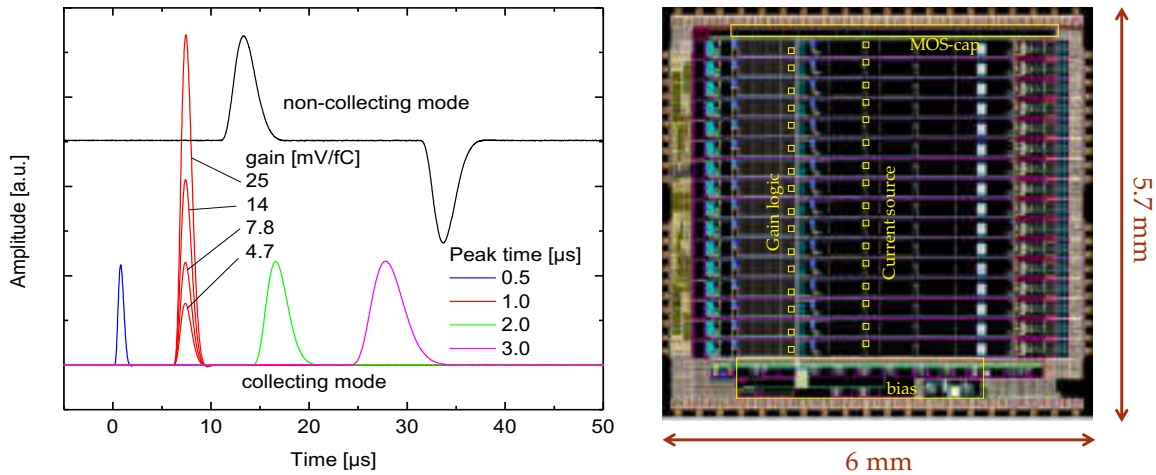 non-collecting mode
gain [mV/fC]
25
14
7.8
4.7
Peak time [µs]
0.5
1.0
2.0
3.0
collecting mode
Amplitude [a.u.]
0 10 20 30 40 50
Time [µs]
MOS-cap
Gain logic
Current source
bias
5.7 mm
6 mm